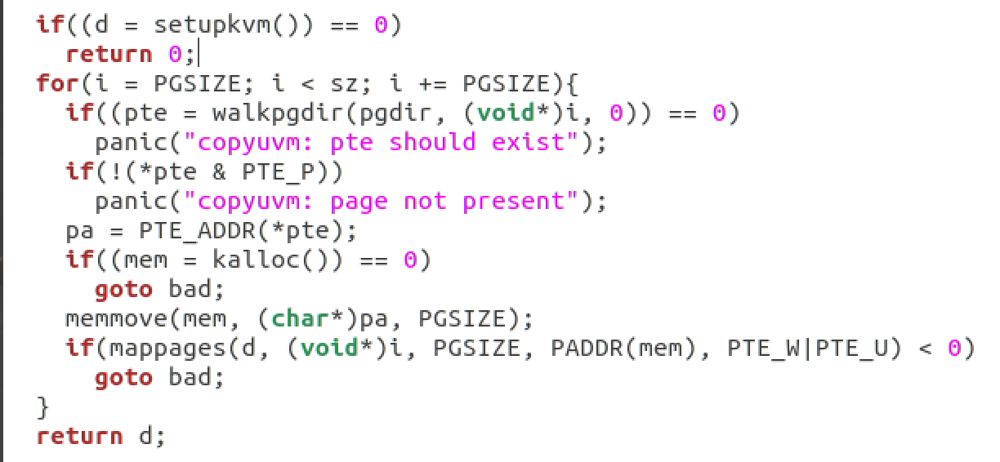 if((d = setupkvm()) == 0)
return 0;
for(i = PGSIZE; i < sz; i += PGSIZE){
if((pte = walkpgdir(pgdir, (void*)i, 0)) == 0)
panic("copyuvm: pte should exist");
if(!(*pte & PTE_P))
panic("copyuvm: page not present");
pa = PTE_ADDR(*pte);
if((mem = kalloc()) == 0)
goto bad;
memmove(mem, (char*)pa, PGSIZE);
if(mappages(d, (void*)i, PGSIZE, PADDR(mem), PTE_W|PTE_U) < 0)
goto bad;
}
return d;